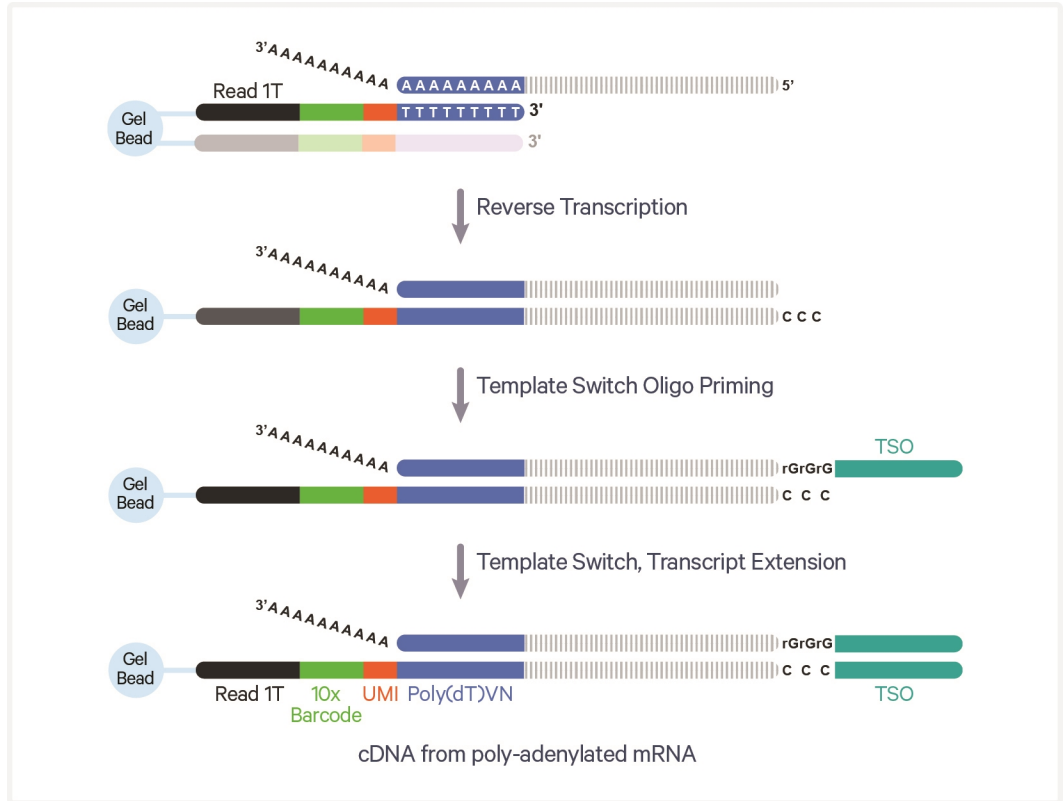 3'AAAAAAAAAA
AAAAAAAAA 5'
Read 1T
Gel
Bead
TTTTTTTTT 3'
3'
Reverse Transcription
3'AAAAAAAAAA
Gel
Bead
C C C
Template Switch Oligo Priming
3'AAAAAAAAAA
TSO
rGrGrG
Gel
Bead
C C C
Template Switch, Transcript Extension
3'AAAAAAAAAA
rGrGrG
Gel
Bead
C C C
Read 1T 10x UMI Poly(dT)VN TSO
Barcode
cDNA from poly-adenylated mRNA